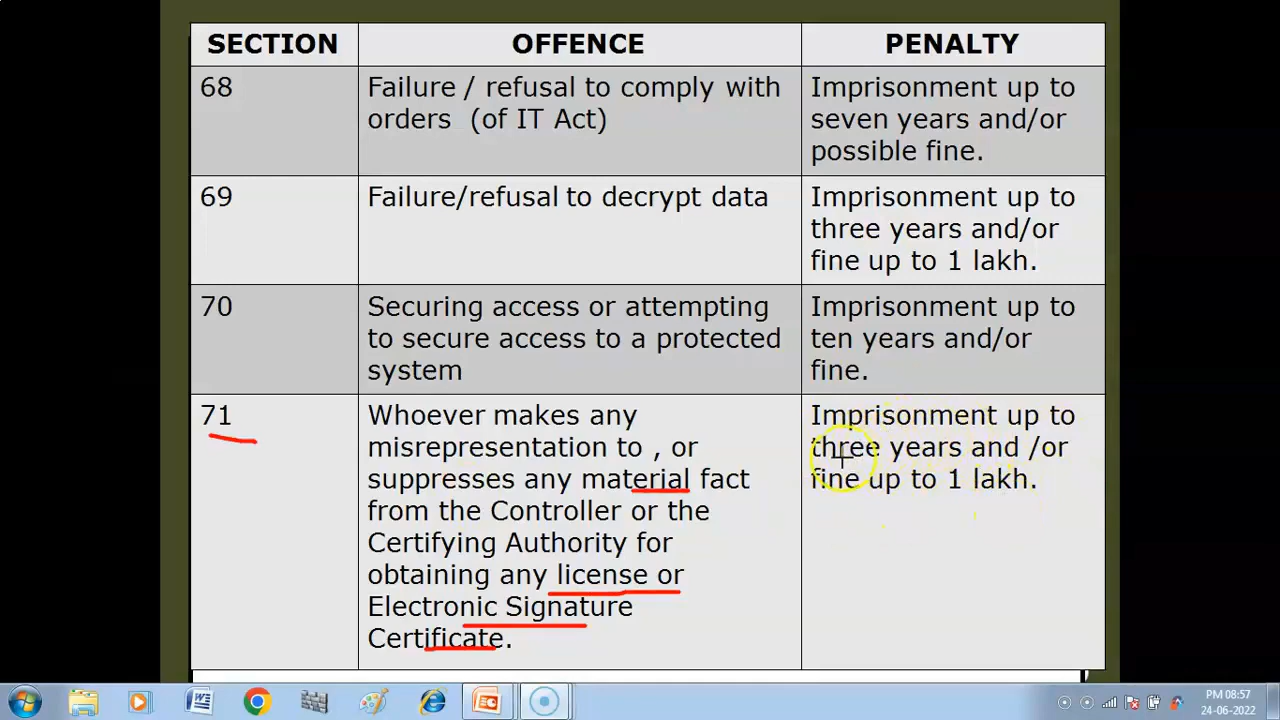 SECTION OFFENCE PENALTY
68
Failure / refusal to comply with
orders (of IT Act)
Imprisonment up to
seven years and/or
possible fine.
69
Failure/refusal to decrypt data
Imprisonment up to
three years and/or
fine up to 1 lakh.
70
Securing access or attempting
to secure access to a protected
system
Imprisonment up to
ten years and/or
fine.
71
Whoever makes any
misrepresentation to , or
suppresses any material fact
from the Controller or the
Certifying Authority for
obtaining any license or
Electronic Signature
Certificate.
Imprisonment up to
three years and /or
fine up to 1 lakh.
PM 08:57
24-06-2022